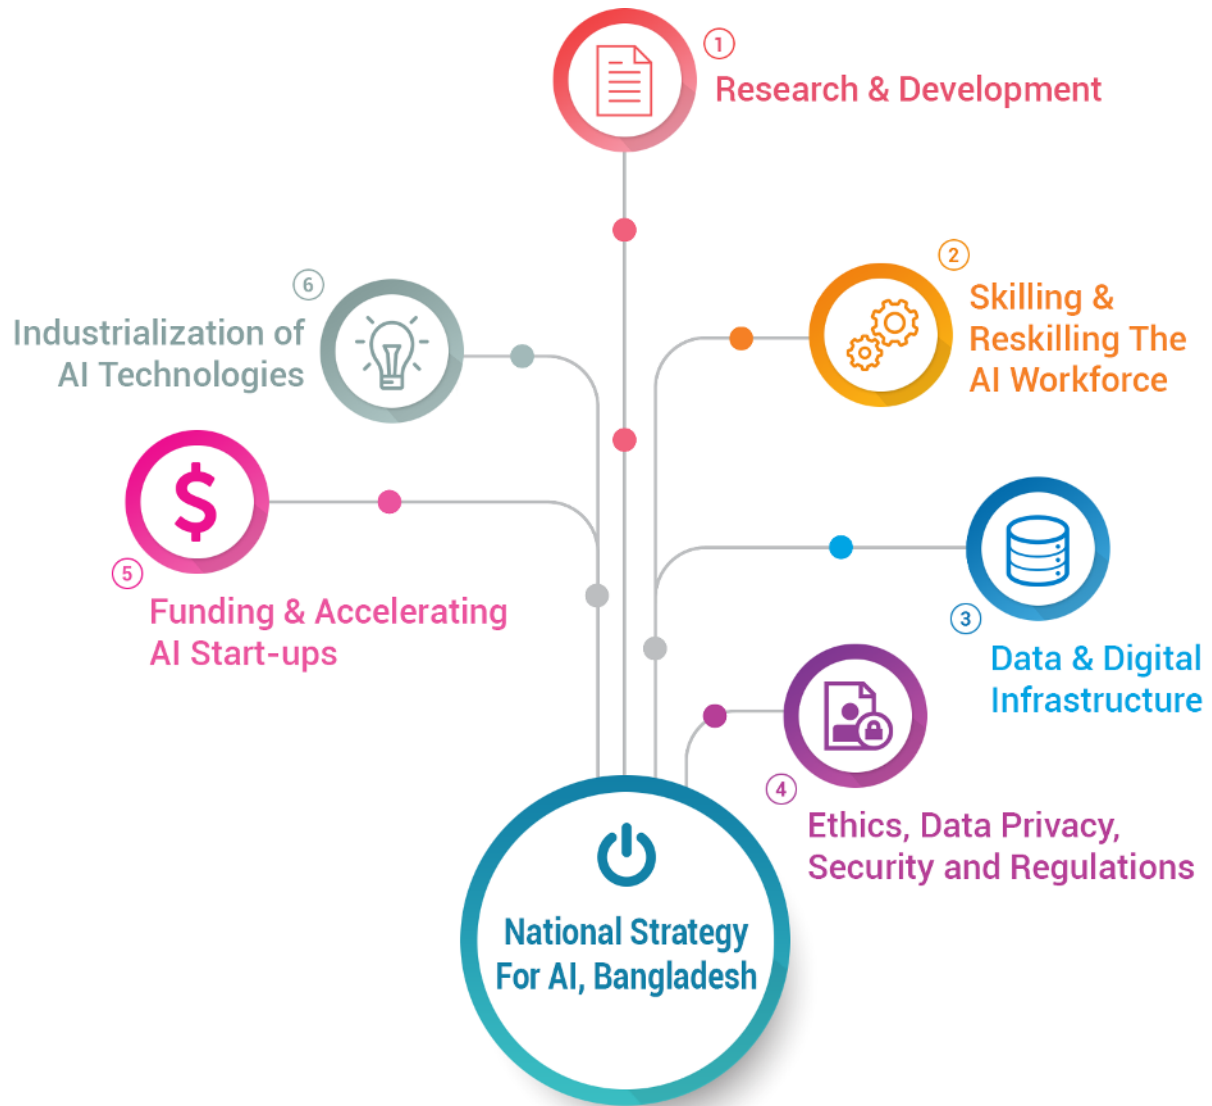 1
Research & Development
2
Skilling &
Reskilling The
AI Workforce
3
Data & Digital
Infrastructure
4
Ethics, Data Privacy,
Security and Regulations
5
Funding & Accelerating
AI Start-ups
6
Industrialization of
AI Technologies
$
National Strategy
For AI, Bangladesh